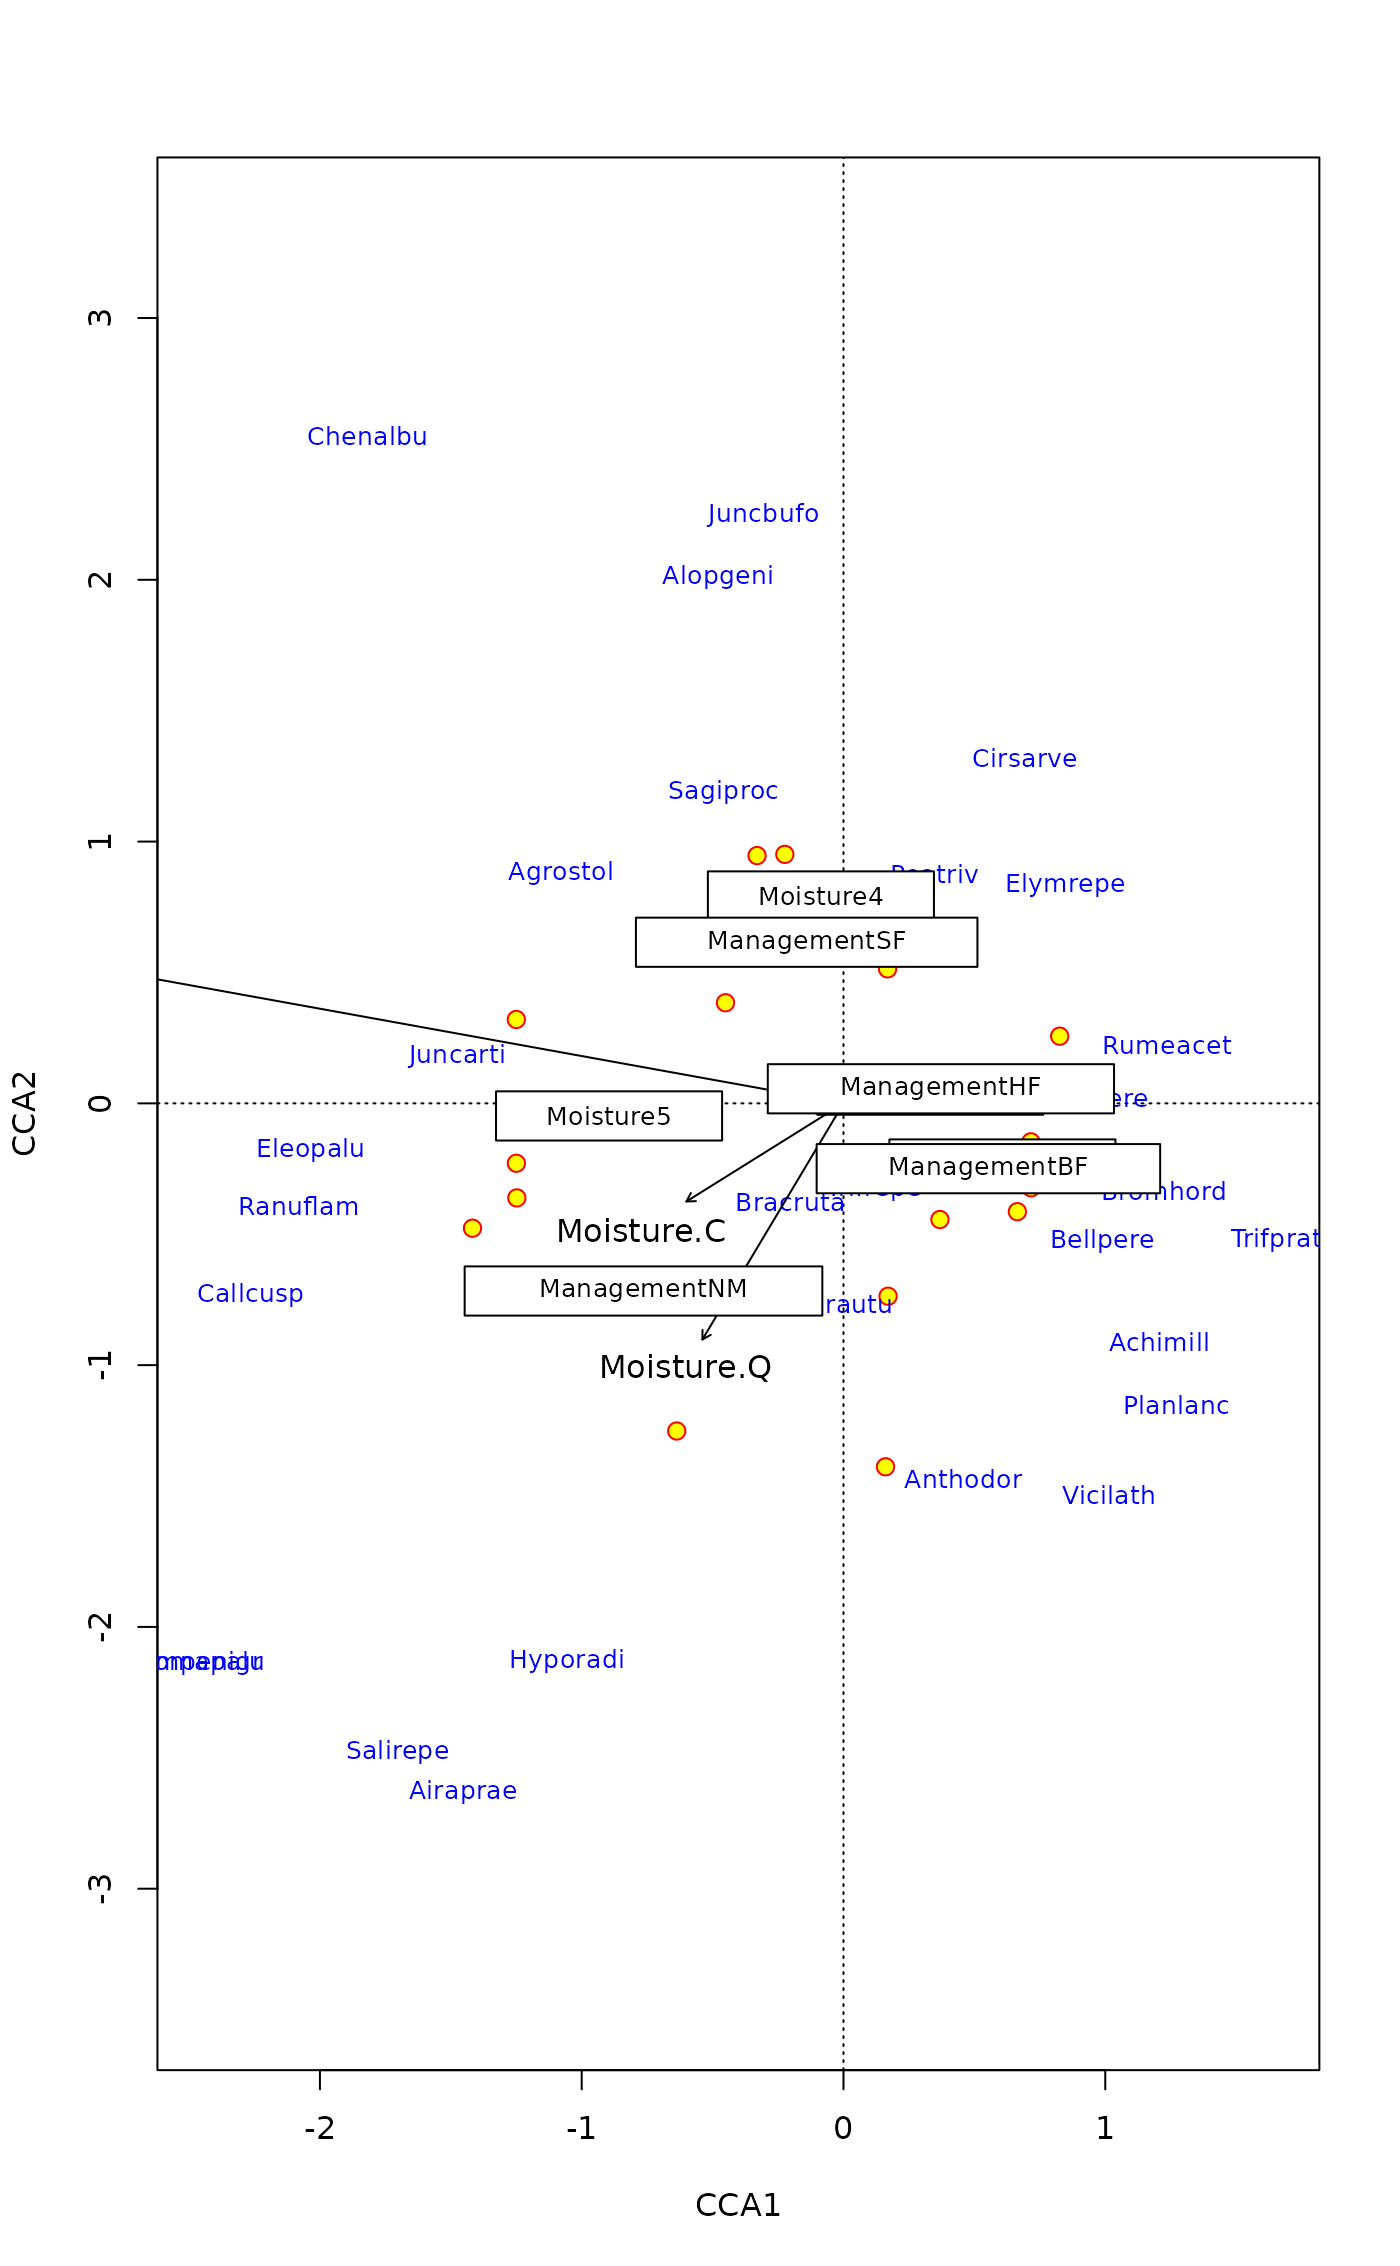 Chenalbu
Juncbufo
Alopgeni
Cirsarve
Sagiproc
Agrostol
Elymrepe
Moisture4
ManagementSF
Rumeacet
Juncarti
ManagementHF
Moisture5
Eleopalu
ManagementBF
Ranuflam
Bracruta
Moisture.C
Bellpere
Trifprat
Callcusp
ManagementNM
Achimill
Moisture.Q
Planlanc
Anthodor
Vicilath
Hyporadi
Salirepe
Airaprae
3
2
1
0
-1
-2
-3
CCA2
-2 -1 0 1
CCA1